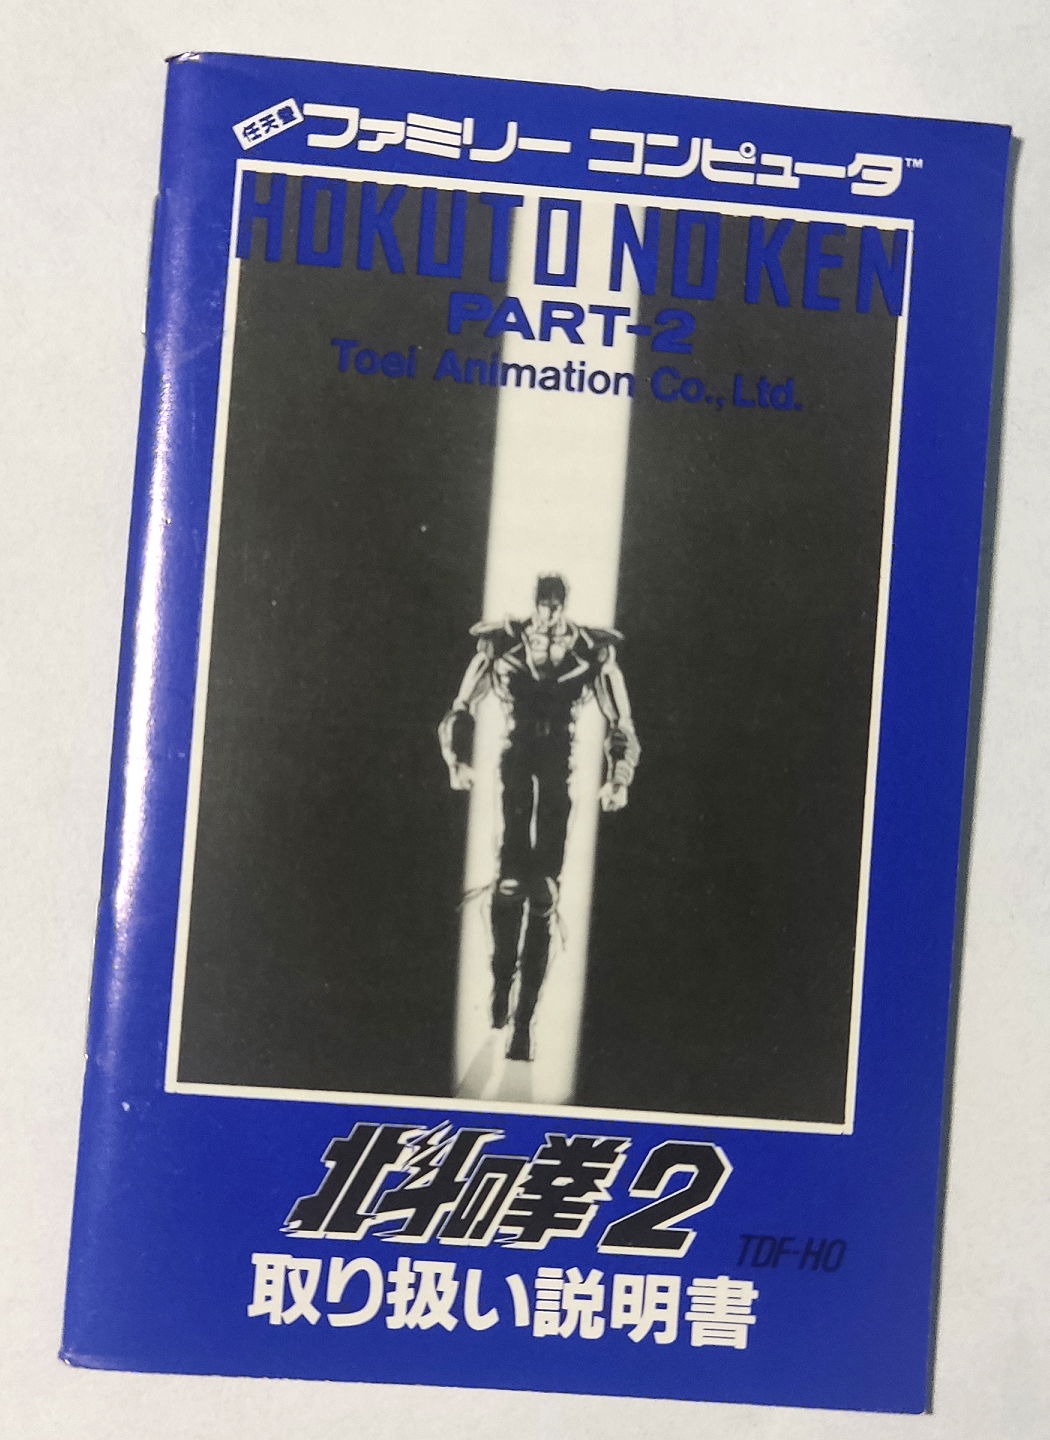 任天堂 ファミリー コンピュータ™
HOKUTO NO KEN
PART-2
Toei Animation Co., Ltd.
北斗の拳2
TDF-HO
取り扱い説明書